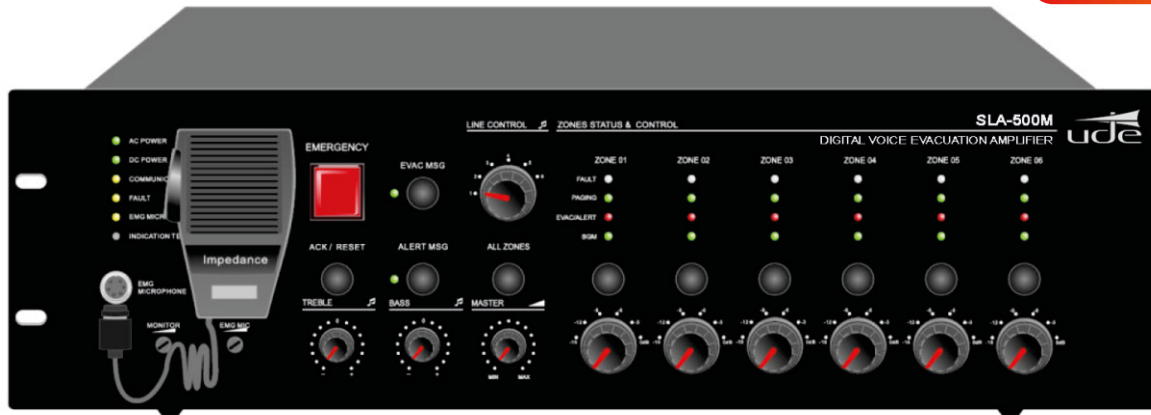 SLA-500M
ude
DIGITAL VOICE EVACUATION AMPLIFIER
LINE CONTROL
ZONES STATUS & CONTROL
AC POWER
DC POWER
COMMUNIC
FAULT
EMG MICR
INDICATION TE
EMERGENCY
EVAC MSG
ZONE 01 ZONE 02 ZONE 03 ZONE 04 ZONE 05 ZONE 06
FAULT
PAGING
EVAC/ALERT
BGM
Impedance
ACK / RESET
ALERT MSG
ALL ZONES
EMG
MICROPHONE
MONITOR
EMG MIC
TREBLE
BASS
MASTER
MIN MAX